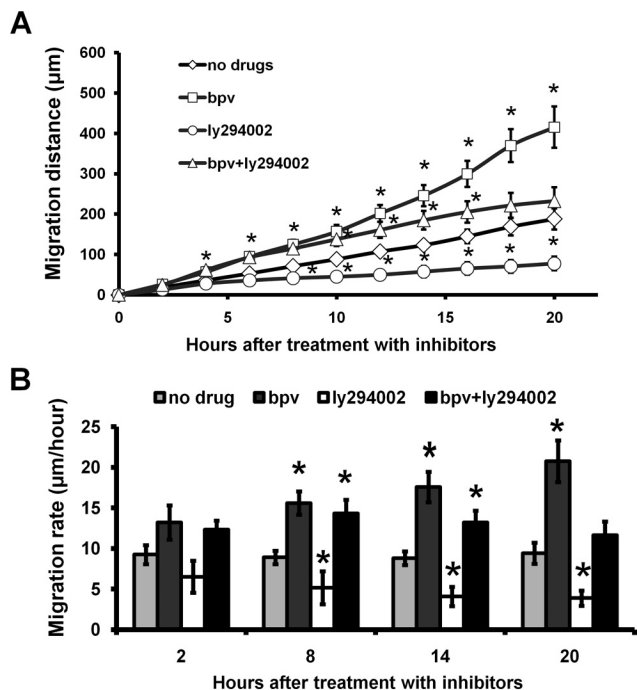 A
Migration distance (µm)
600
500
400
300
200
100
0
no drugs
bpv
ly294002
bpv+ly294002
* * * * * * * * *
* * * *
* * * * * * *
0 5 10 15 20
Hours after treatment with inhibitors
B
no drug bpv ly294002 bpv+ly294002
Migration rate (µm/hour)
25
20
15
10
5
0
* * * * * *
* * *
2 8 14 20
Hours after treatment with inhibitors